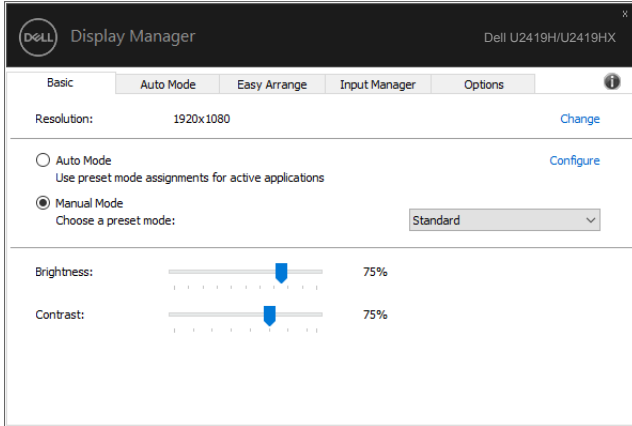 x
DELL Display Manager Dell U2419H/U2419HX
Basic Auto Mode Easy Arrange Input Manager Options i
Resolution: 1920x1080 Change
Auto Mode Configure
Use preset mode assignments for active applications
Manual Mode
Choose a preset mode: Standard
Brightness: 75%
Contrast: 75%